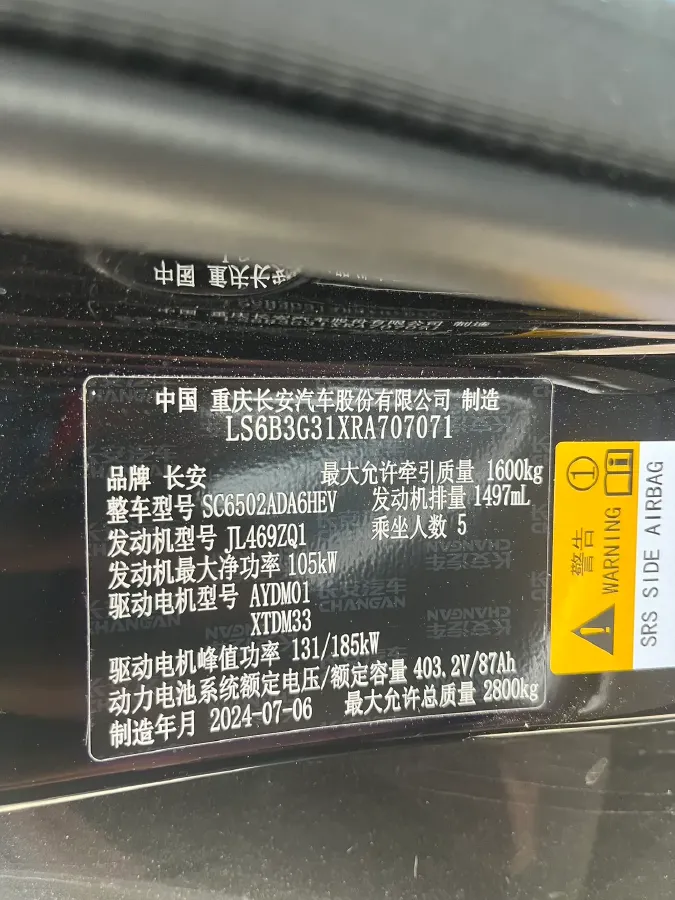 中国 重庆长安汽车股份有限公司 制造
LS6B3G31XRA707071
品牌 长安
最大允许牵引质量 1600kg
整车型号 SC6502ADA6HEV
发动机排量 1497mL
发动机型号 JL469ZQ1
乘坐人数 5
发动机最大净功率 105kW
驱动电机型号 AYDM01
XTDM33
驱动电机峰值功率 131/185kW
动力电池系统额定电压/额定容量 403.2V/87Ah
制造年月 2024-07-06
最大允许总质量 2800kg
长安汽车
CHANGAN
警告
WARNING
SRS SIDE AIRBAG